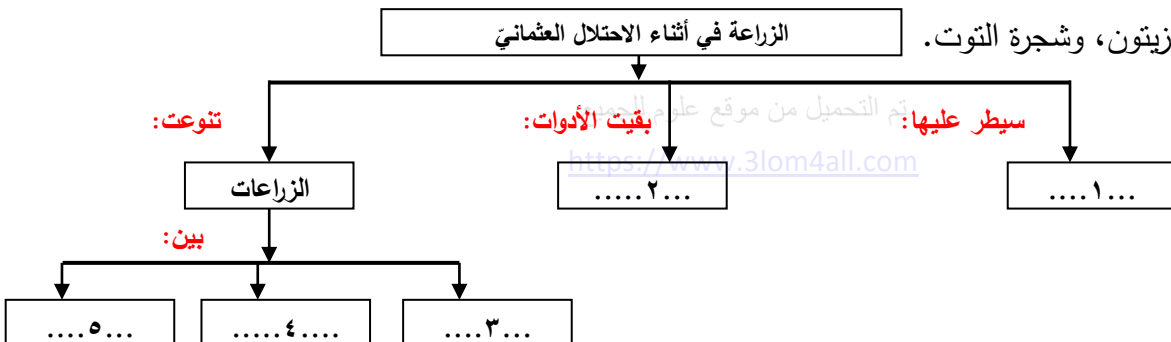 زيتون، وشجرة التوت.
الزراعة في أثناء الاحتلال العثمانيّ
تم التحميل من موقع علوم للجميع
سيطر عليها:
بقيت الأدوات:
تنوعت:
https://www.3lom4all.com
...١....
...٢.....
الزراعات
بين:
...٣....
....٤.....
...٥....